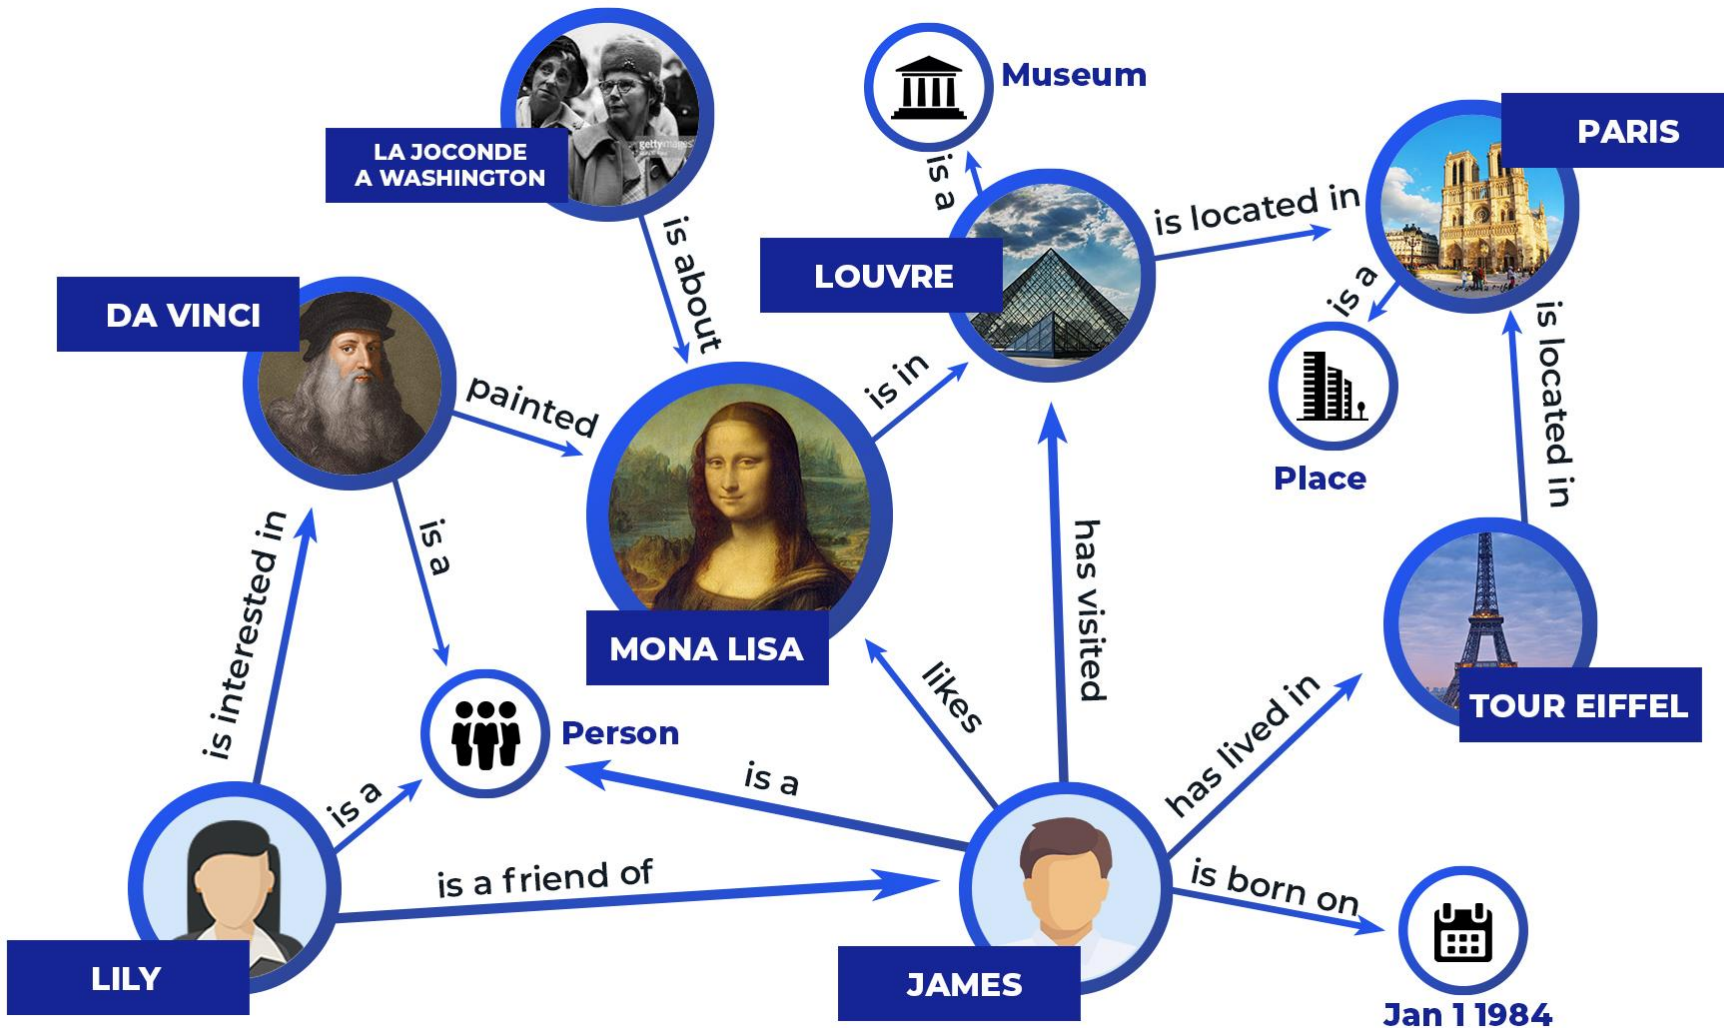 LA JOCONDE
A WASHINGTON
gettyimages
Museum
PARIS
is a
is located in
is about
LOUVRE
is a
DA VINCI
is located in
painted
is in
Place
is a
is interested in
has visited
MONA LISA
likes
TOUR EIFFEL
Person
has lived in
is a
is a
is a friend of
is born on
LILY
JAMES
Jan 1 1984